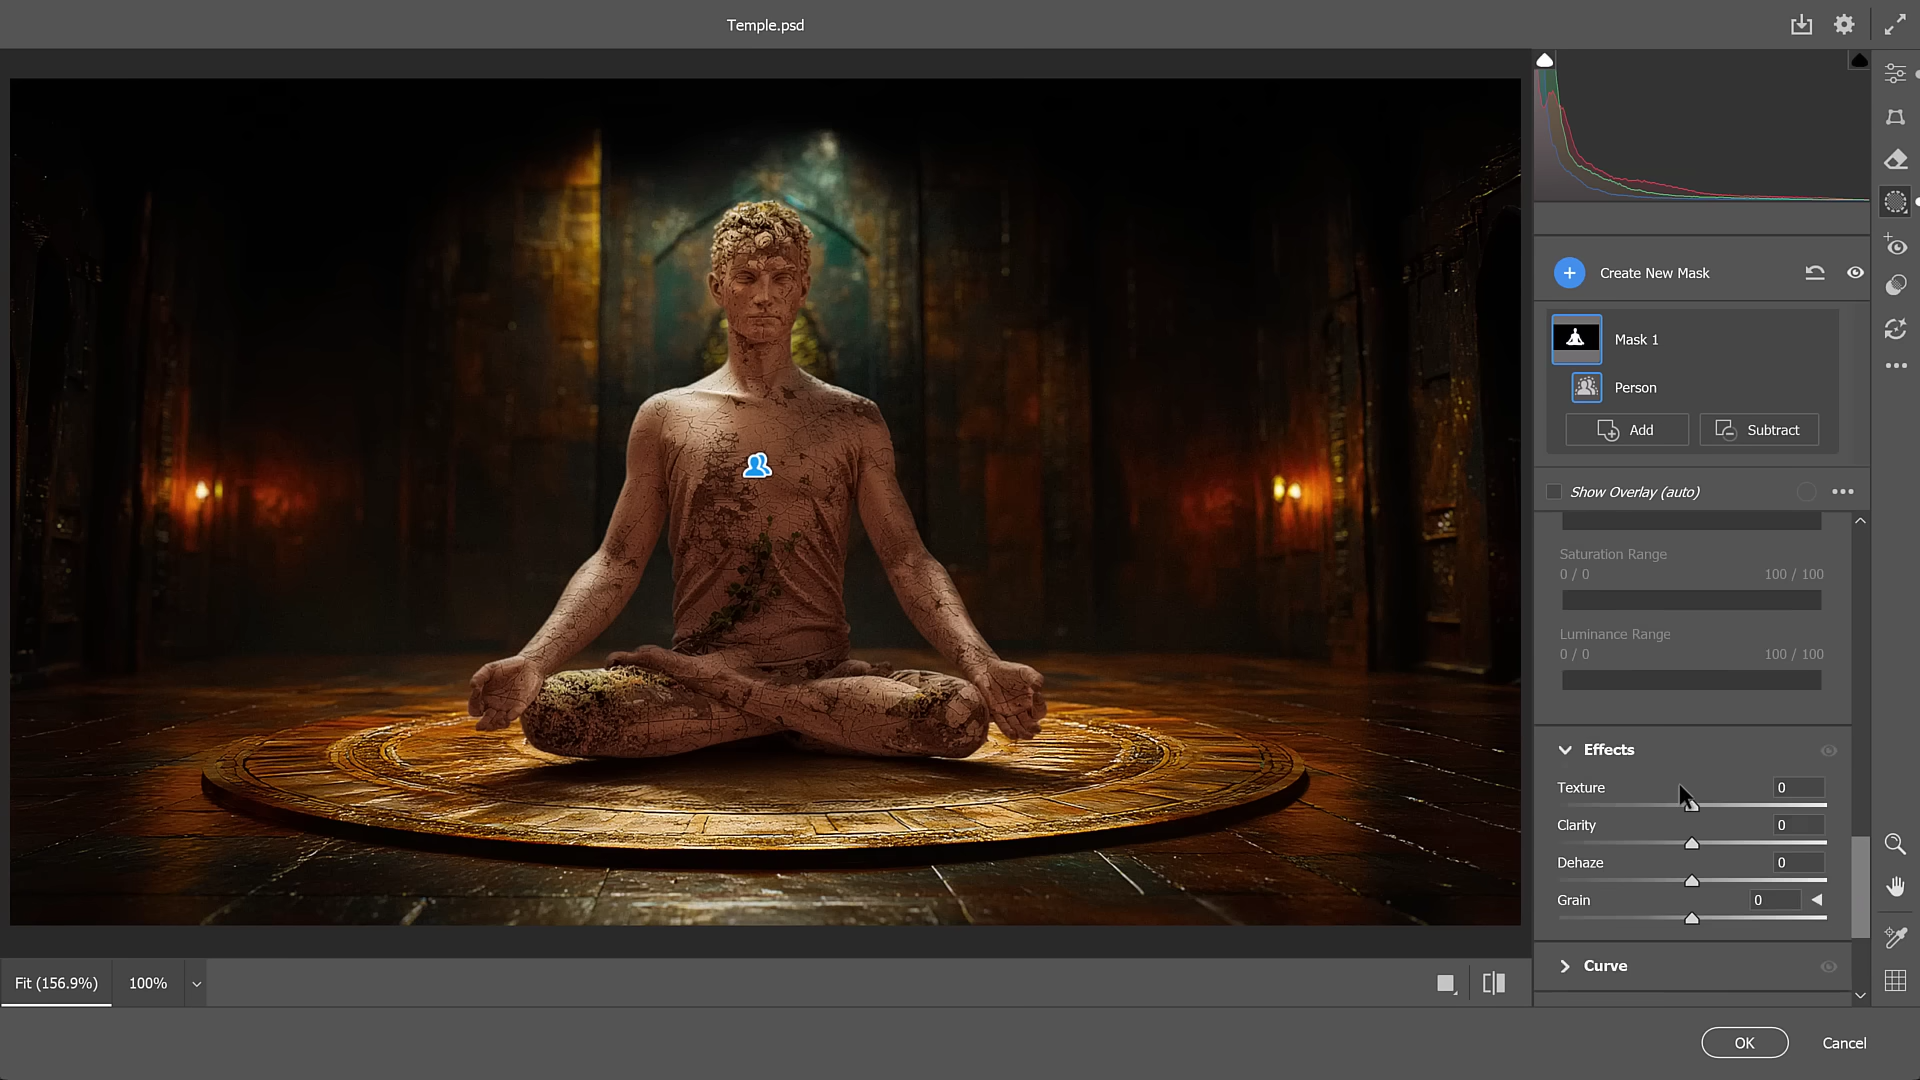 Temple.psd
Create New Mask
Mask 1
Person
Add
Subtract
Show Overlay (auto)
Saturation Range
0 / 0
100 / 100
Luminance Range
0 / 0
100 / 100
Effects
Texture
0
Clarity
0
Dehaze
0
Grain
0
Curve
Fit (156.9%)
100%
OK
Cancel